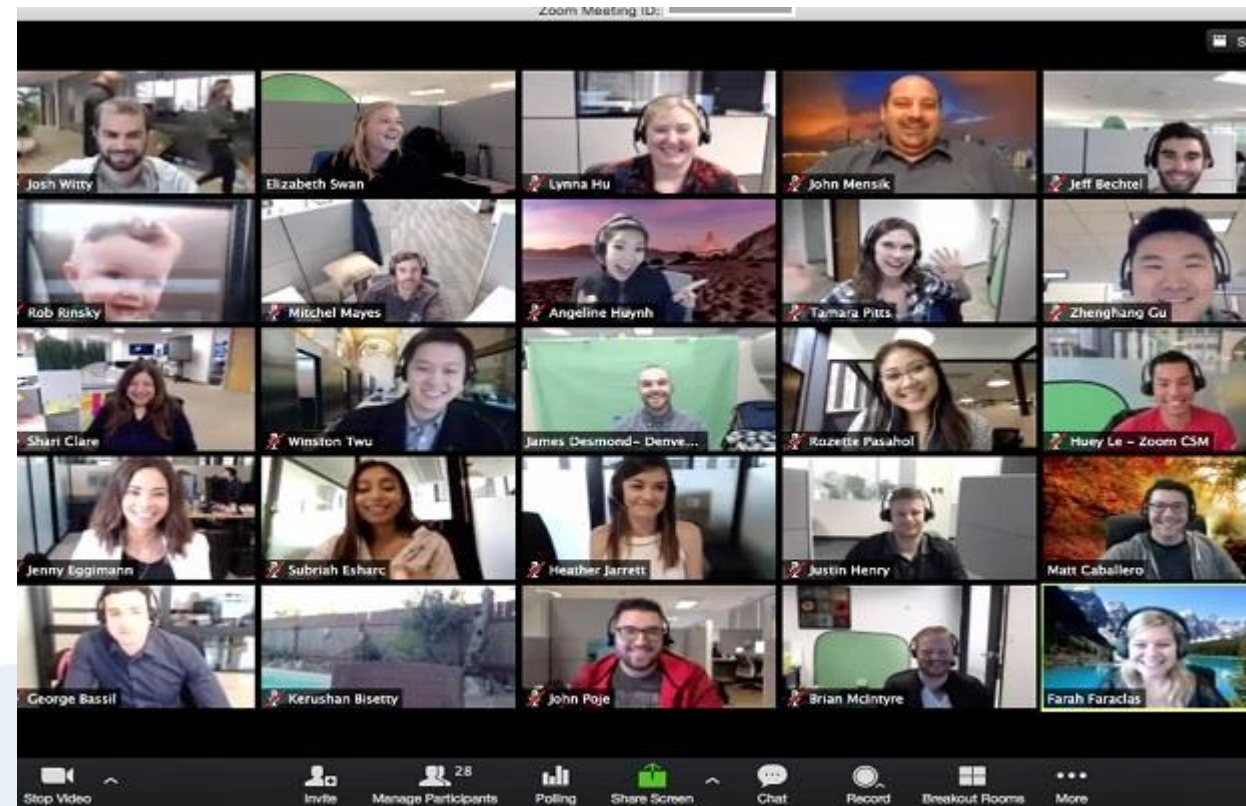 Zoom Meeting ID:
S
Josh Witty
Elizabeth Swan
Lynna Hu
John Mensik
Jeff Bechtel
Rob Rinsky
Mitchel Mayes
Angeline Huynh
Tamara Pitts
Zhenghang Gu
Shari Clare
Winston Twu
James Desmond- Denve...
Rozette Pasahol
Huey Le - Zoom CSM
Jenny Eggimann
Subriah Esharc
Heather Jarrett
Justin Henry
Matt Caballero
George Bassil
Kerushan Bisetty
John Poje
Brian McIntyre
Farah Faraclas
28
Stop Video
Invite
Manage Participants
Polling
Share Screen
Chat
Record
Breakout Rooms
More